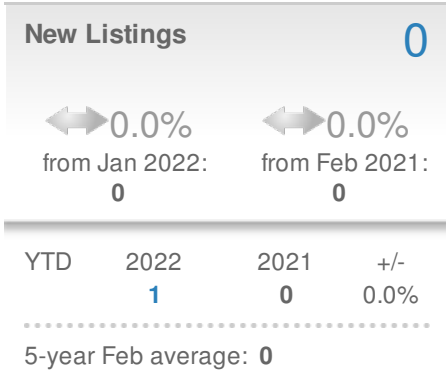 New Listings 0
0.0% 0.0%
from Jan 2022: from Feb 2021:
0 0
YTD 2022 2021 +/-
1 0 0.0%
5-year Feb average: 0